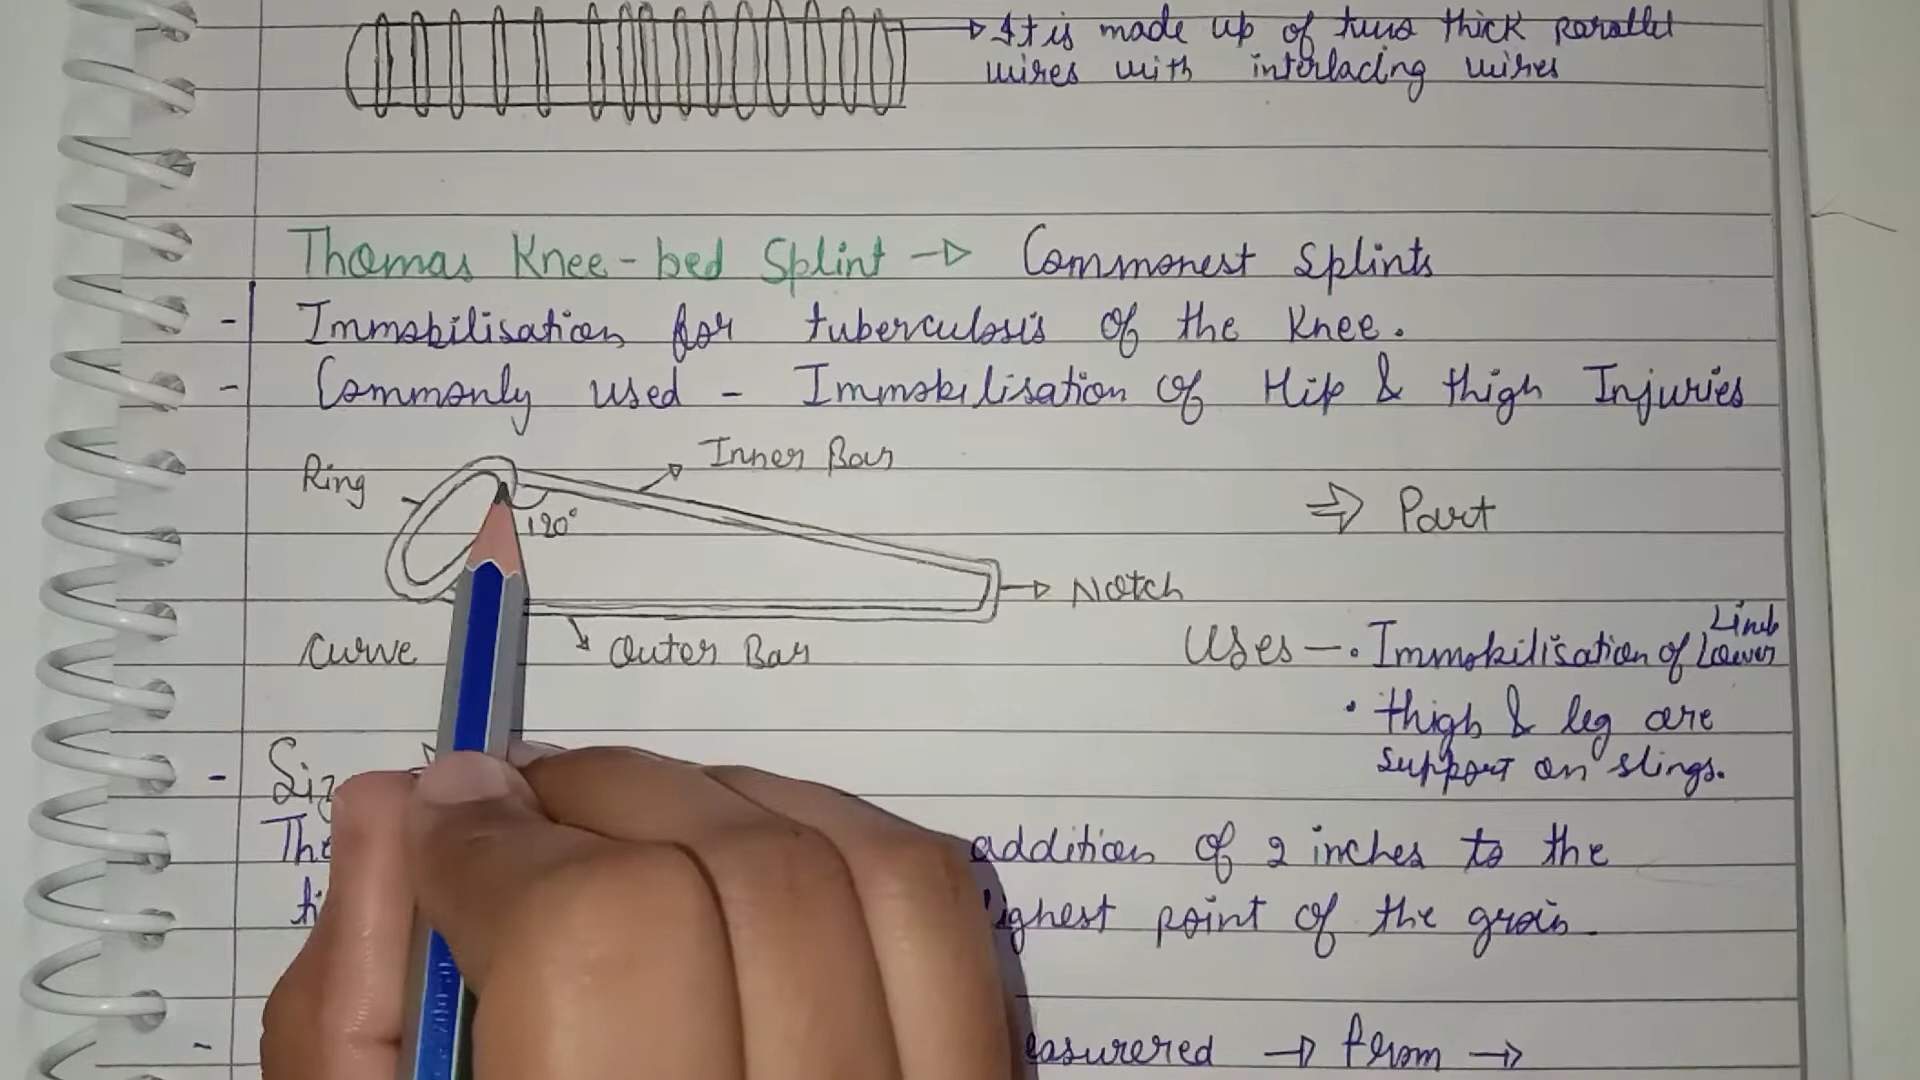 It is made up of two thick parallel
wires with interlacing wires
Thomas Knee-bed Splint → Commonest Splints
- Immobilisation for tuberculosis of the Knee.
- Commonly used - Immobilisation of Hip & thigh Injuries
Inner Bar
Ring
120°
⇒ Part
→ Notch
Curve
Outer Bar
Uses - • Immobilisation of Lower Limb
• thigh & leg are
support on slings.
addition of 2 inches to the
point of the groin.
→ from →